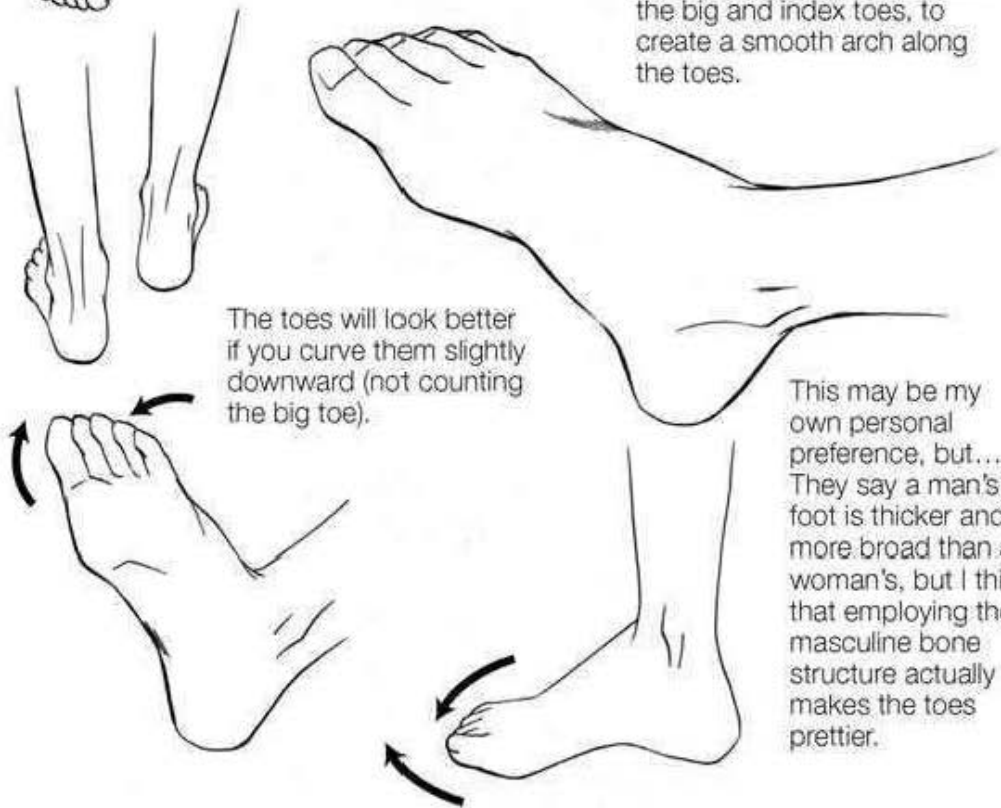 the big and index toes, to
create a smooth arch along
the toes.
The toes will look better
if you curve them slightly
downward (not counting
the big toe).
This may be my
own personal
preference, but...
They say a man's
foot is thicker and
more broad than a
woman's, but I thi
that employing the
masculine bone
structure actually
makes the toes
prettier.